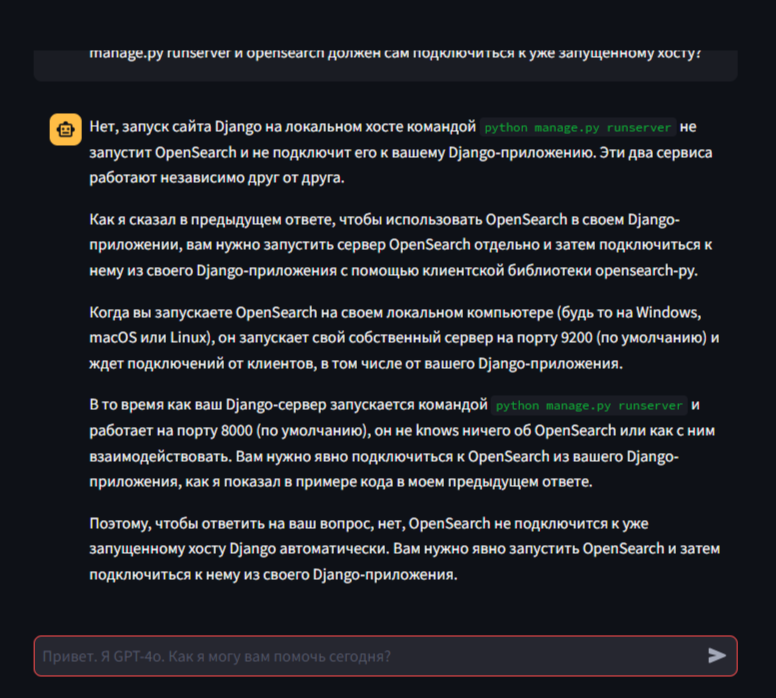 manage.py runserver и opensearch должен сам подключиться к уже запущенному хосту?
Нет, запуск сайта Django на локальном хосте командой python manage.py runserver не
запустит OpenSearch и не подключит его к вашему Django-приложению. Эти два сервиса
работают независимо друг от друга.
Как я сказал в предыдущем ответе, чтобы использовать OpenSearch в своем Django-
приложении, вам нужно запустить сервер OpenSearch отдельно и затем подключиться к
нему из своего Django-приложения с помощью клиентской библиотеки opensearch-py.
Когда вы запускаете OpenSearch на своем локальном компьютере (будь то на Windows,
macOS или Linux), он запускает свой собственный сервер на порту 9200 (по умолчанию) и
ждет подключений от клиентов, в том числе от вашего Django-приложения.
В то время как ваш Django-сервер запускается командой python manage.py runserver и
работает на порту 8000 (по умолчанию), он не knows ничего об OpenSearch или как с ним
взаимодействовать. Вам нужно явно подключиться к OpenSearch из вашего Django-
приложения, как я показал в примере кода в моем предыдущем ответе.
Поэтому, чтобы ответить на ваш вопрос, нет, OpenSearch не подключится к уже
запущенному хосту Django автоматически. Вам нужно явно запустить OpenSearch и затем
подключиться к нему из своего Django-приложения.
Привет. Я GPT-4o. Как я могу вам помочь сегодня?